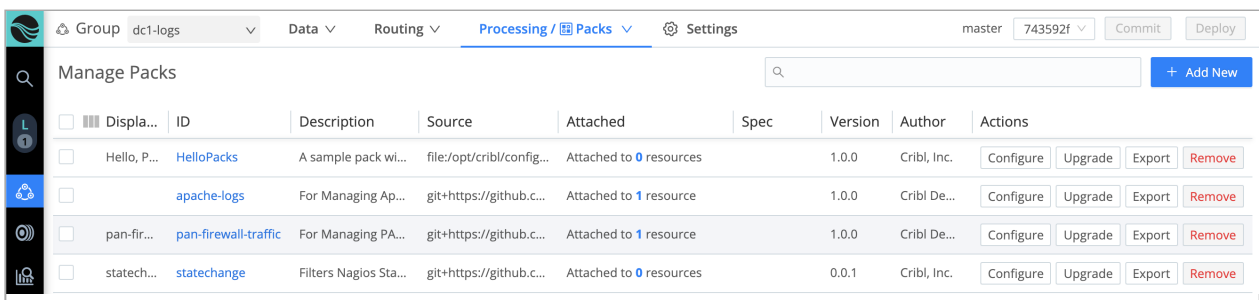 Group dc1-logs Data Routing Processing / Packs Settings master 743592f Commit Deploy
Manage Packs + Add New
L
1
Displa... ID Description Source Attached Spec Version Author Actions
Hello, P... HelloPacks A sample pack wi... file:/opt/cribl/config... Attached to 0 resources 1.0.0 Cribl, Inc. Configure Upgrade Export Remove
apache-logs For Managing Ap... git+https://github.c... Attached to 1 resource 1.0.0 Cribl De... Configure Upgrade Export Remove
pan-fir... pan-firewall-traffic For Managing PA... git+https://github.c... Attached to 1 resource 1.0.0 Cribl De... Configure Upgrade Export Remove
statech... statechange Filters Nagios Sta... git+https://github.c... Attached to 0 resources 0.0.1 Cribl, Inc. Configure Upgrade Export Remove